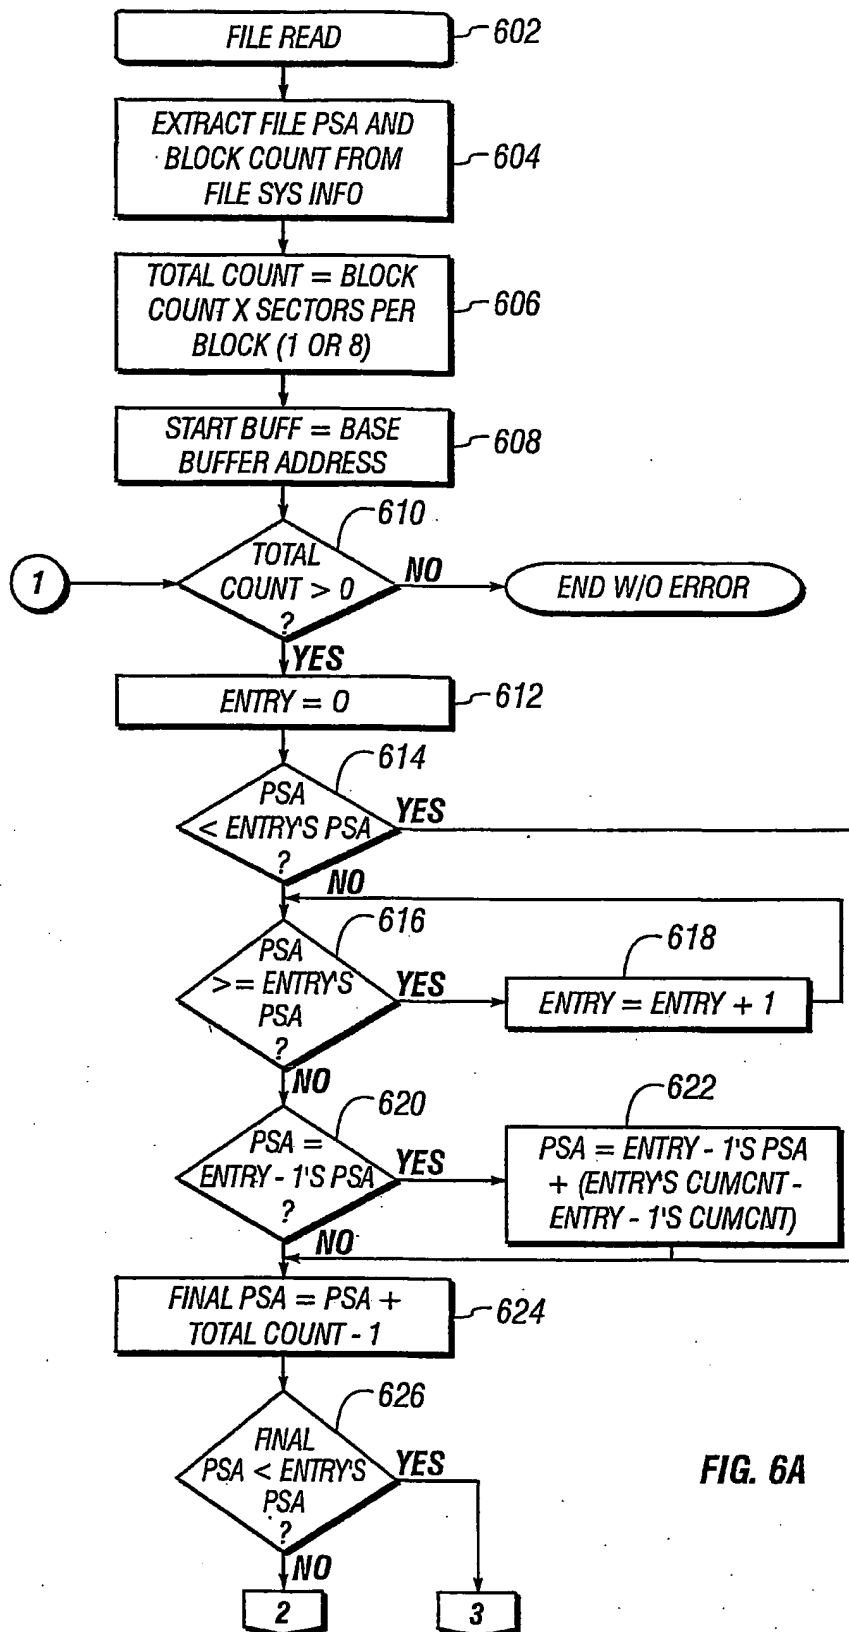 FILE READ
602
EXTRACT FILE PSA AND
BLOCK COUNT FROM
FILE SYS INFO
604
TOTAL COUNT = BLOCK
COUNT X SECTORS PER
BLOCK (1 OR 8)
606
START BUFF = BASE
BUFFER ADDRESS
608
610
1
TOTAL
COUNT > 0
?
NO
END W/O ERROR
YES
ENTRY = 0
612
614
PSA
< ENTRY'S PSA
?
YES
NO
616
PSA
>= ENTRY'S
PSA
?
YES
618
ENTRY = ENTRY + 1
NO
620
PSA =
ENTRY - 1'S PSA
?
YES
622
PSA = ENTRY - 1'S PSA
+ (ENTRY'S CUMCNT -
ENTRY - 1'S CUMCNT)
NO
FINAL PSA = PSA +
TOTAL COUNT - 1
624
626
FINAL
PSA < ENTRY'S
PSA
?
YES
NO
FIG. 6A
2
3